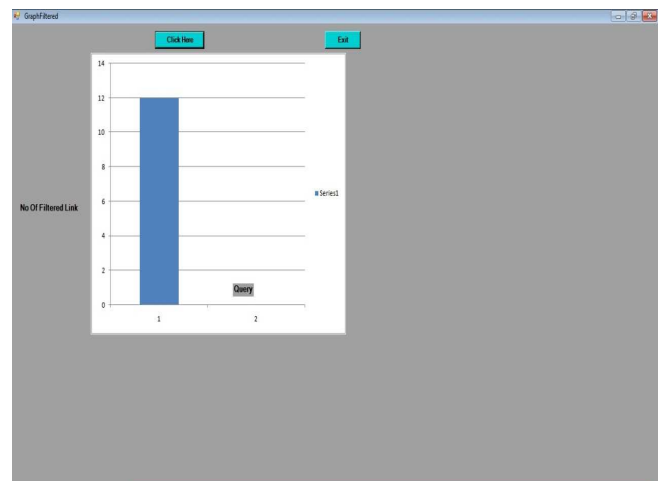 GraphFiltered
Click Here
Exit
14
12
10
8
Series1
No Of Filtered Link
6
4
2
Query
0
1 2